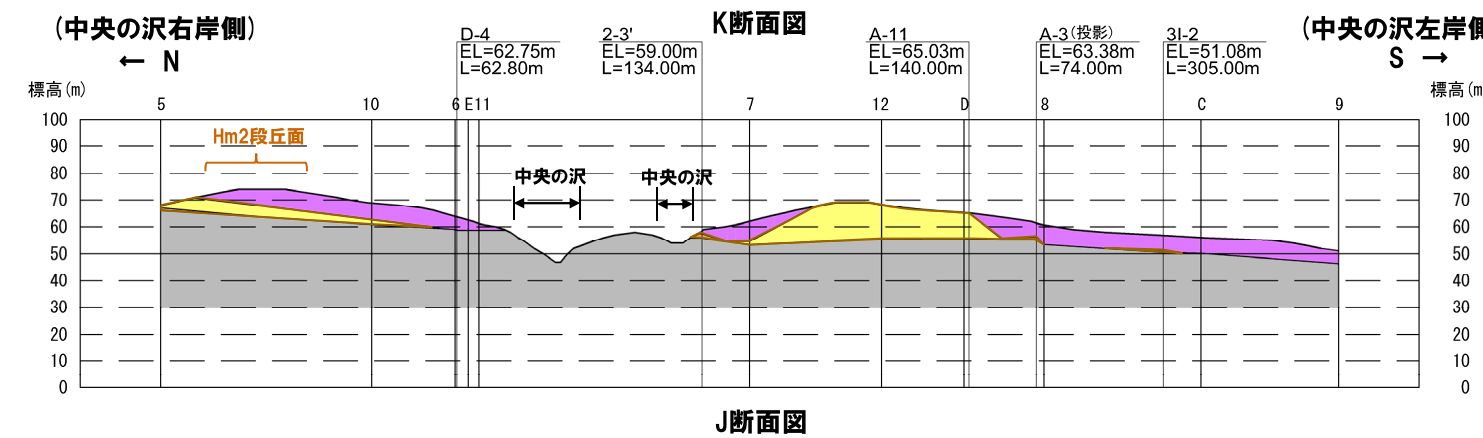 K断面図
(中央の沢右岸側)
← N
(中央の沢左岸側
S →
D-4
EL=62.75m
L=62.80m
2-3'
EL=59.00m
L=134.00m
A-11
EL=65.03m
L=140.00m
A-3(投影)
EL=63.38m
L=74.00m
3I-2
EL=51.08m
L=305.00m
標高(m)
標高(m
5 10 6 E11 7 12 D 8 C 9
100 100
90 90
80 80
70 70
60 60
50 50
40 40
30 30
20 20
10 10
0 0
Hm2段丘面
中央の沢 中央の沢
J断面図